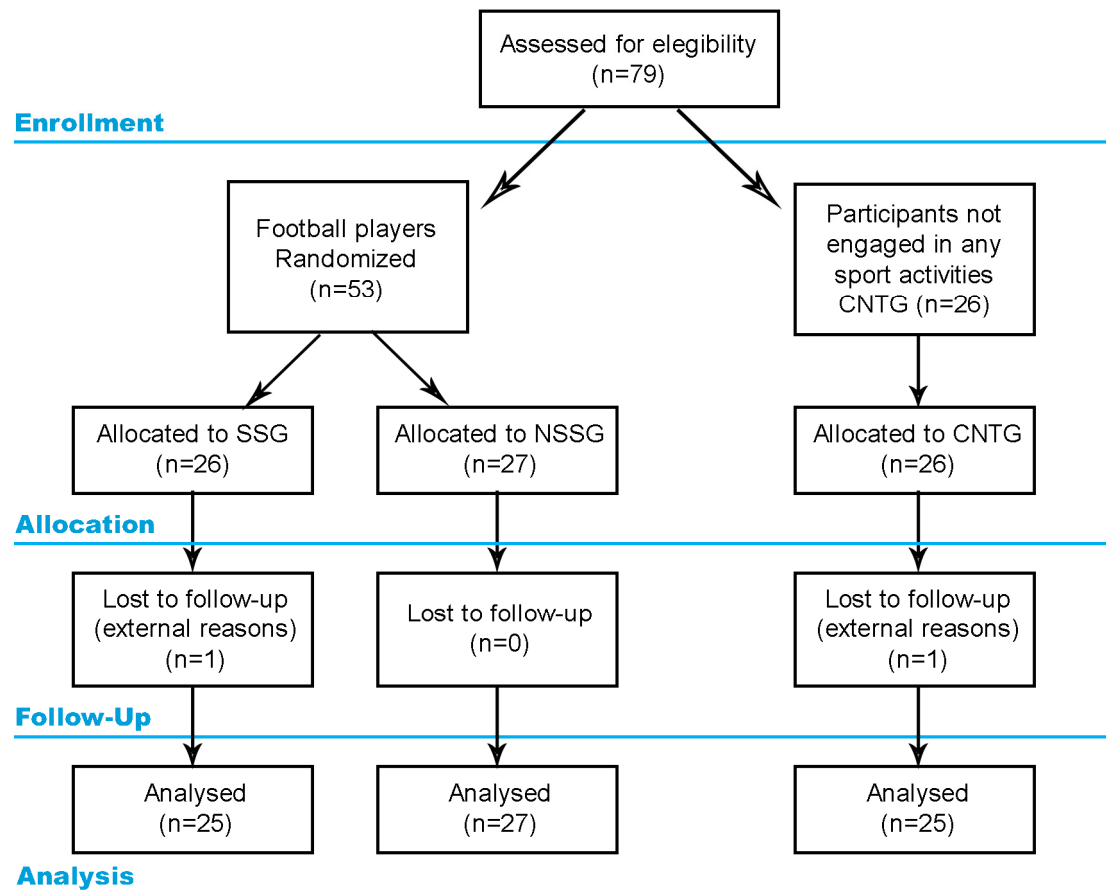 Assessed for elegibility
(n=79)
Enrollment
Football players
Randomized
(n=53)
Participants not
engaged in any
sport activities
CNTG (n=26)
Allocated to SSG
(n=26)
Allocated to NSSG
(n=27)
Allocated to CNTG
(n=26)
Allocation
Lost to follow-up
(external reasons)
(n=1)
Lost to follow-up
(n=0)
Lost to follow-up
(external reasons)
(n=1)
Follow-Up
Analysed
(n=25)
Analysed
(n=27)
Analysed
(n=25)
Analysis